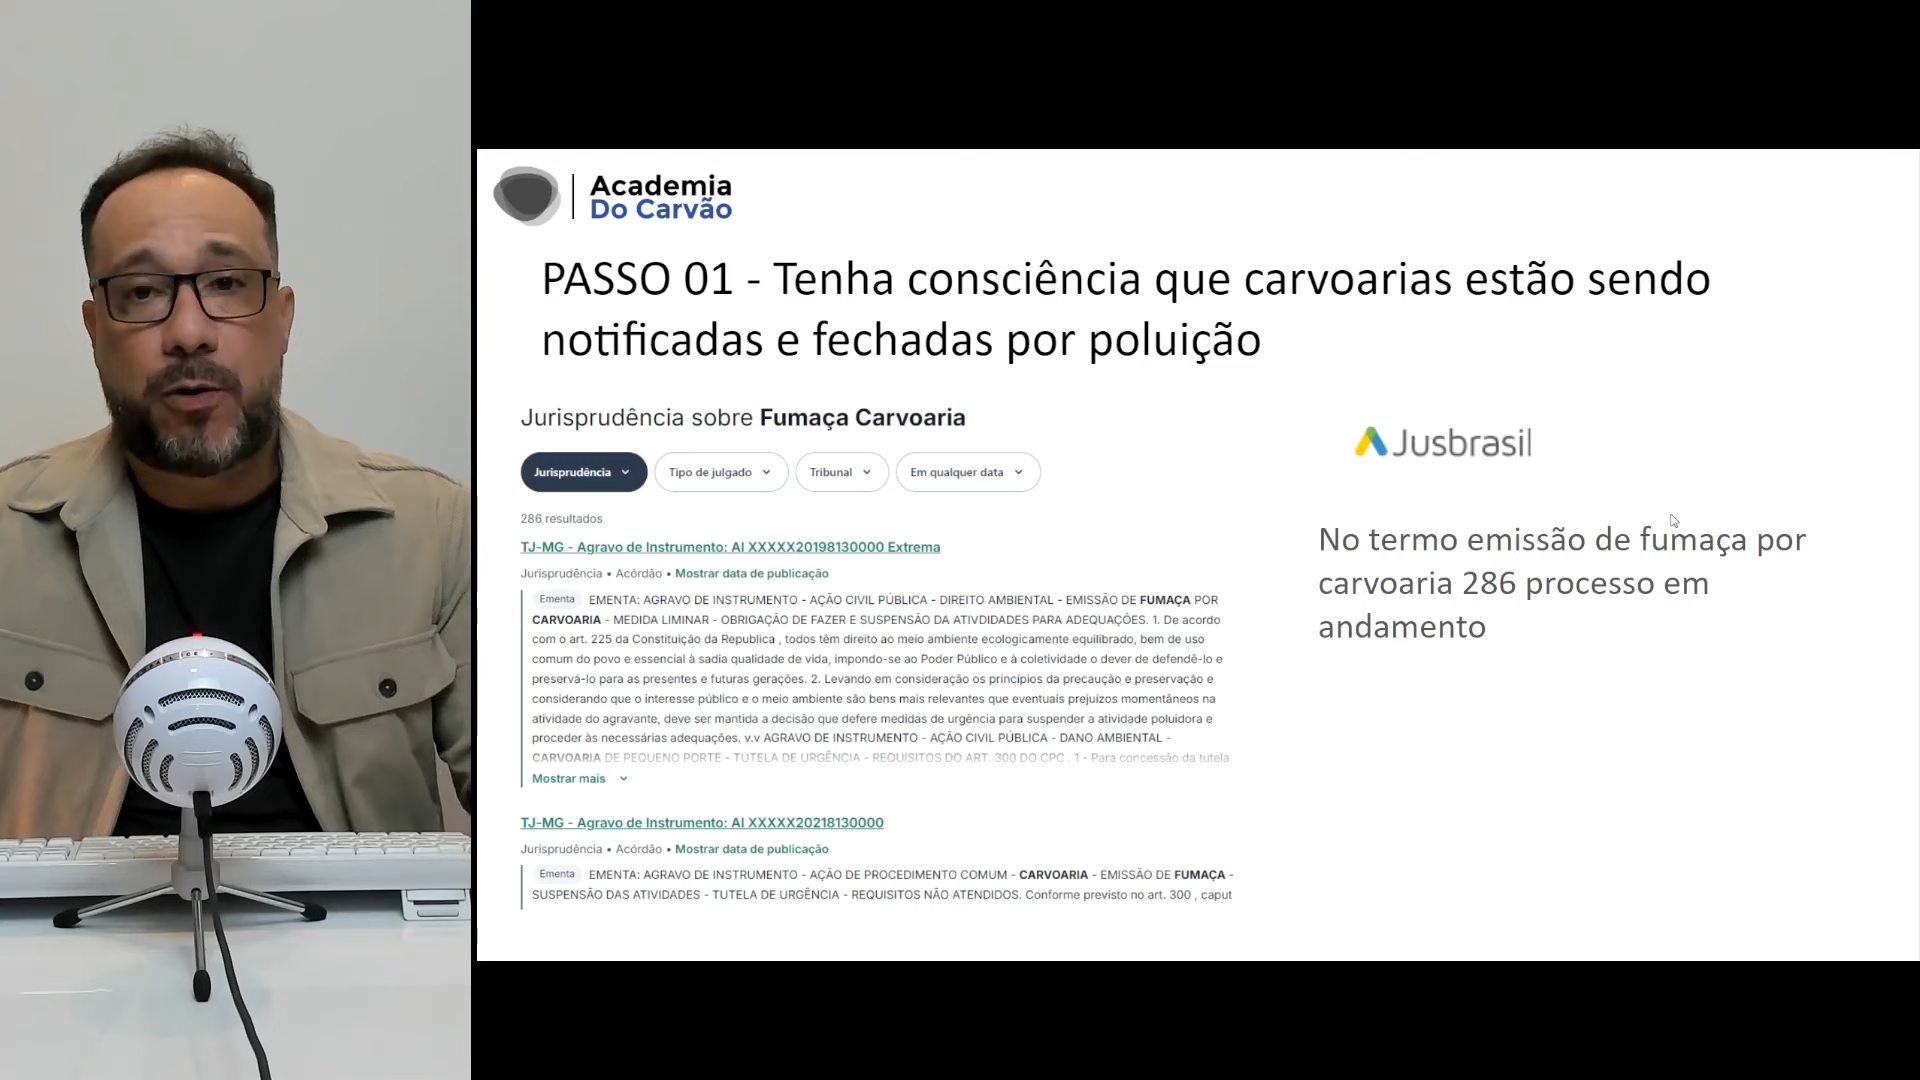 Academia
Do Carvão
PASSO 01 - Tenha consciência que carvoarias estão sendo
notificadas e fechadas por poluição
Jurisprudência sobre Fumaça Carvoaria
Jurisprudência
Tipo de julgado
Tribunal
Em qualquer data
286 resultados
TJ-MG - Agravo de Instrumento: AI XXXXX20198130000 Extrema
Jurisprudência • Acórdão • Mostrar data de publicação
Ementa EMENTA: AGRAVO DE INSTRUMENTO - AÇÃO CIVIL PÚBLICA - DIREITO AMBIENTAL - EMISSÃO DE FUMAÇA POR
CARVOARIA - MEDIDA LIMINAR - OBRIGAÇÃO DE FAZER E SUSPENSÃO DA ATIVDIDADES PARA ADEQUAÇÕES. 1. De acordo
com o art. 225 da Constituição da Republica , todos têm direito ao meio ambiente ecologicamente equilibrado, bem de uso
comum do povo e essencial à sadia qualidade de vida, impondo-se ao Poder Público e à coletividade o dever de defendê-lo e
preservá-lo para as presentes e futuras gerações. 2. Levando em consideração os princípios da precaução e preservação e
considerando que o interesse público e o meio ambiente são bens mais relevantes que eventuais prejuízos momentâneos na
atividade do agravante, deve ser mantida a decisão que defere medidas de urgência para suspender a atividade poluidora e
proceder às necessárias adequações. v.v AGRAVO DE INSTRUMENTO - AÇÃO CIVIL PÚBLICA - DANO AMBIENTAL -
CARVOARIA DE PEQUENO PORTE - TUTELA DE URGÊNCIA - REQUISITOS DO ART. 300 DO CPC . 1 - Para concessão da tutela
Mostrar mais
TJ-MG - Agravo de Instrumento: AI XXXXX20218130000
Jurisprudência • Acórdão • Mostrar data de publicação
Ementa EMENTA: AGRAVO DE INSTRUMENTO - AÇÃO DE PROCEDIMENTO COMUM - CARVOARIA - EMISSÃO DE FUMAÇA -
SUSPENSÃO DAS ATIVIDADES - TUTELA DE URGÊNCIA - REQUISITOS NÃO ATENDIDOS. Conforme previsto no art. 300 , caput
Jusbrasil
No termo emissão de fumaça por
carvoaria 286 processo em
andamento